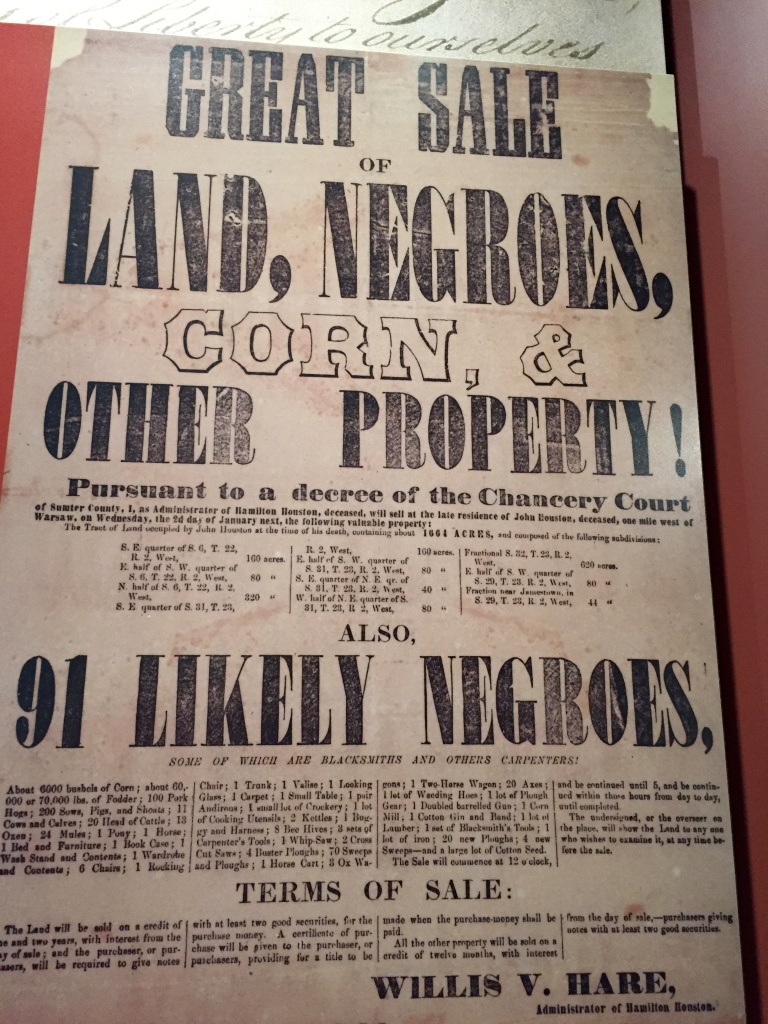 Liberty to ourselves
GREAT SALE
OF
LAND, NEGROES,
CORN, &
OTHER PROPERTY!
Pursuant to a decree of the Chancery Court
of Sumter County, I, as Administrator of Hamilton Houston, deceased, will sell at the late residence of John Houston, deceased, one mile west of
Warsaw, on Wednesday, the 2d day of January next, the following valuable property:
The Tract of Land occupied by John Houston at the time of his death, containing about 1664 ACRES, and composed of the following subdivisions:
S. E. quarter of S. 6, T. 22,
R. 2, West, 160 acres.
E. half of S. W. quarter of
S. 6, T. 22, R. 2, West, 80 "
N. half of S. 6, T. 22, R. 2,
West, 320 "
S. E. quarter of S. 31, T. 23,
R. 2, West, 160 acres.
E. half of S. W. quarter of
S. 31, T. 23, R. 2, West, 80 "
S. E. quarter of N. E. qr. of
S. 31, T. 23, R. 2, West, 40 "
W. half of N. E. quarter of S.
31, T. 23, R. 2, West, 80 "
Fractional S. 32, T. 23, R. 2,
West, 620 acres.
E. half of S. W. quarter of
S. 29, T. 23, R. 2, West, 80 "
Fraction near Jamestown, in
S. 29, T. 23, R. 2, West, 44 "
ALSO,
91 LIKELY NEGROES,
SOME OF WHICH ARE BLACKSMITHS AND OTHERS CARPENTERS!
About 6000 bushels of Corn; about 60,-
000 or 70,000 lbs. of Fodder; 100 Pork
Hogs; 200 Sows, Pigs, and Shoats; 11
Cows and Calves; 20 Head of Cattle; 13
Oxen; 24 Mules; 1 Pony; 1 Horse;
1 Bed and Furniture; 1 Book Case; 1
Wash Stand and Contents; 1 Wardrobe
and Contents; 6 Chairs; 1 Rocking
Chair; 1 Trunk; 1 Valise; 1 Looking
Glass; 1 Carpet; 1 Small Table; 1 pair
Andirons; 1 small lot of Crockery; 1 lot
of Cooking Utensils; 2 Kettles; 1 Bug-
gy and Harness; 8 Bee Hives; 3 sets of
Carpenter's Tools; 1 Whip-Saw; 2 Cross
Cut Saws; 4 Buster Ploughs; 70 Sweeps
and Ploughs; 1 Horse Cart; 3 Ox Wa-
gons; 1 Two-Horse Wagon; 20 Axes;
1 lot of Weeding Hoes; 1 lot of Plough
Gear; 1 Doubled barrelled Gun; 1 Corn
Mill; 1 Cotton Gin and Band; 1 lot of
Lumber; 1 set of Blacksmith's Tools; 1
lot of iron; 20 new Ploughs; 4 new
Sweeps—and a large lot of Cotton Seed.
The Sale will commence at 12 o'clock,
and be continued until 5, and be contin-
ued within those hours from day to day,
until completed.
The undersigned, or the overseer on
the place, will show the Land to any one
who wishes to examine it, at any time be-
fore the sale.
TERMS OF SALE:
The Land will be sold on a credit of
and two years, with interest from the
of sale; and the purchaser, or pur-
will be required to give notes
with at least two good securities, for the
purchase money. A certificate of pur-
chase will be given to the purchaser, or
purchasers, providing for a title to be
made when the purchase-money shall be
paid.
All the other property will be sold on a
credit of twelve months, with interest
from the day of sale,—purchasers giving
notes with at least two good securities.
WILLIS V. HARE,
Administrator of Hamilton Houston.